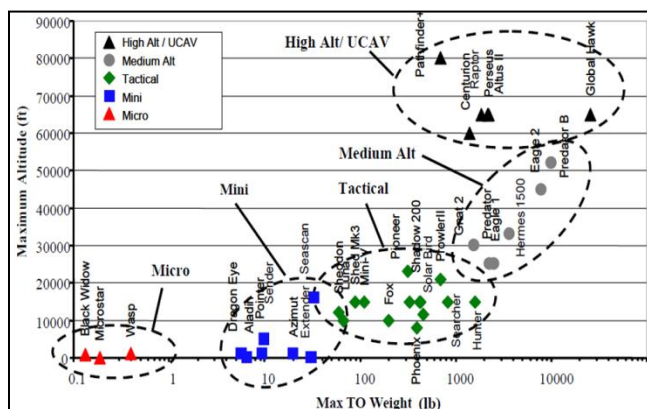 90000
80000
70000
60000
50000
40000
30000
20000
10000
0
Maximum Altitude (ft)
High Alt / UCAV
Medium Alt
Tactical
Mini
Micro
High Alt/ UCAV
Pathfinder+
Centurion
Raptor
Perseus
Altus II
Global Hawk
Medium Alt
Gnat 2
Predator
Eagle 1
Hermes 1500
Eagle 2
Predator B
Tactical
Shed Mk3
Mini-V
Fox
Pioneer
Phoenix
Shadow 200
Solar Bird
ProwlerII
Searcher
Hunter
Mini
Dragon Eye
Aladin
Pointer
Sender
Azimut
Extender
Seascan
Micro
Black Widow
Microstar
Wasp
0.1 1 10 100 1000 10000
Max TO Weight (lb)